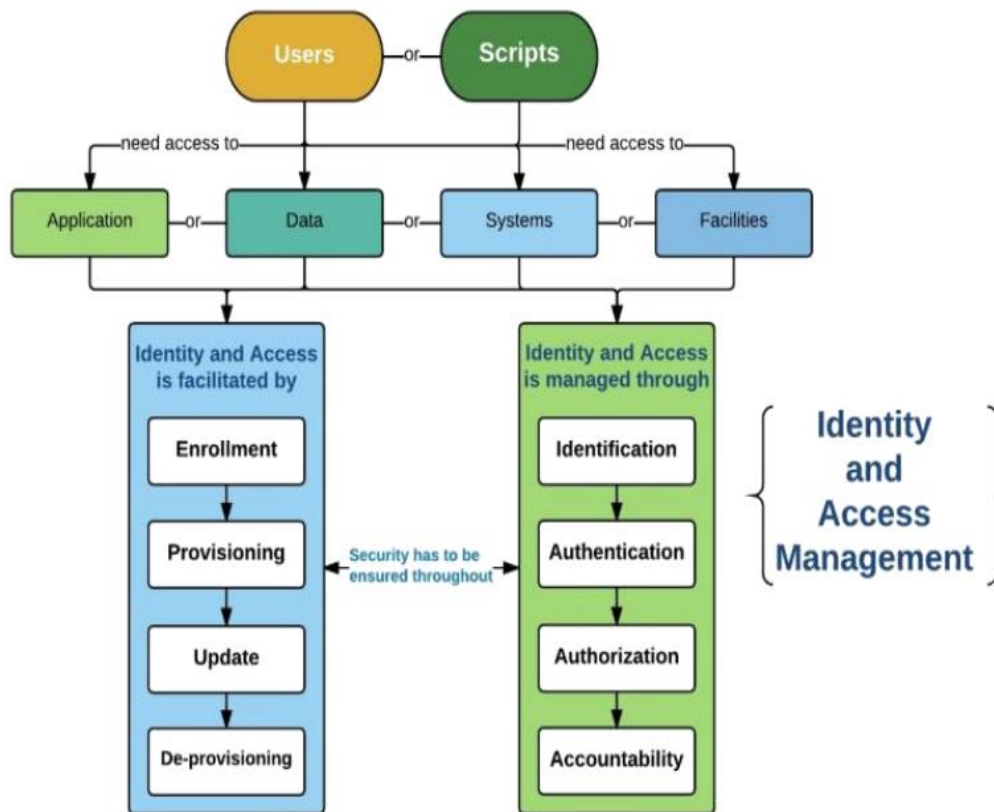 Users
or
Scripts
need access to
need access to
Application
or
Data
or
Systems
or
Facilities
Identity and Access
is facilitated by
Enrollment
Provisioning
Update
De-provisioning
Security has to be
ensured throughout
Identity and Access
is managed through
Identification
Authentication
Authorization
Accountability
Identity
and
Access
Management